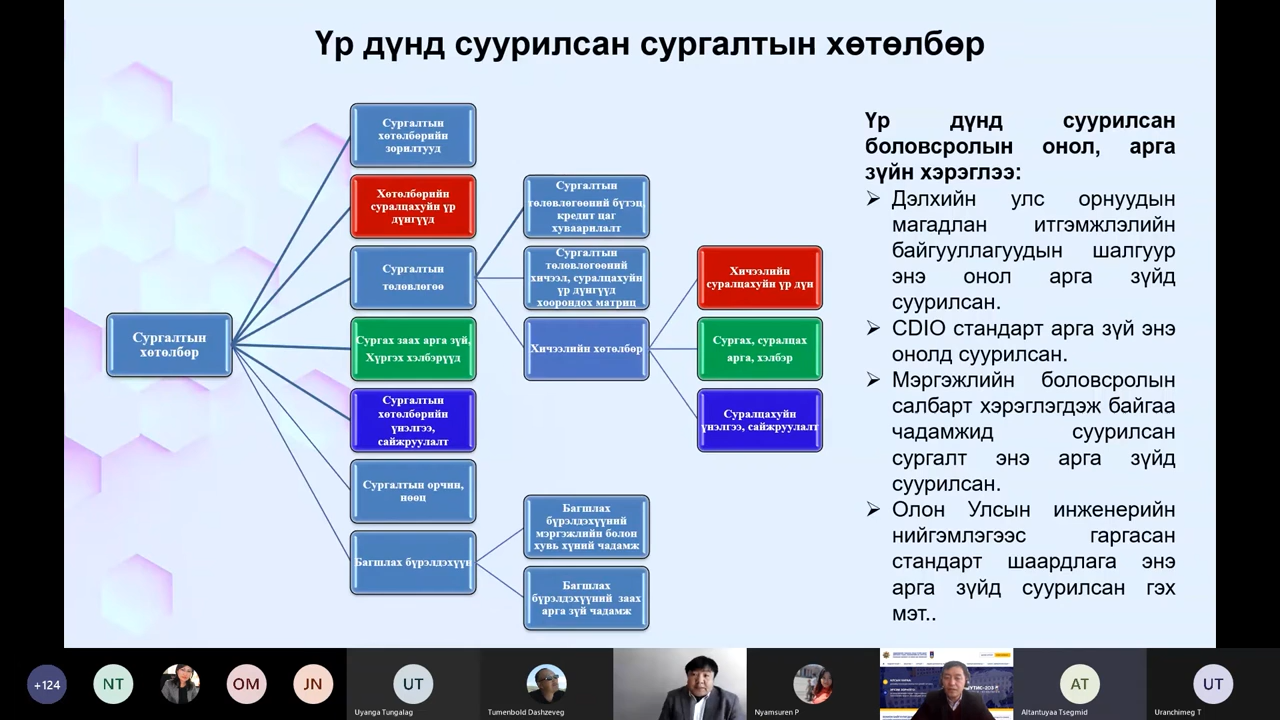 Үр дүнд суурилсан сургалтын хөтөлбөр
Сургалтын
хөтөлбөр
Сургалтын
хөтөлбөрийн
зорилтууд
Хөтөлбөрийн
суралцахуйн үр
дүнгүүд
Сургалтын
төлөвлөгөө
Сургах заах арга зүй,
Хүргэх хэлбэрүүд
Сургалтын
хөтөлбөрийн
үнэлгээ,
сайжруулалт
Сургалтын орчин,
нөөц
Багшлах бүрэлдэхүүн
Сургалтын
төлөвлөгөөний бүтэц,
кредит цаг
хуваарилалт
Сургалтын
төлөвлөгөөний
хичээл, суралцахуйн
үр дүнгүүд
хоорондох матриц
Хичээлийн хөтөлбөр
Багшлах
бүрэлдэхүүний
мэргэжлийн болон
хувь хүний чадамж
Багшлах
бүрэлдэхүүний заах
арга зүй чадамж
Хичээлийн
суралцахуйн үр дүн
Сургах, суралцах
арга, хэлбэр
Суралцахуйн
үнэлгээ, сайжруулалт
Үр дүнд суурилсан
боловсролын онол, арга
зүйн хэрэглээ:
➢ Дэлхийн улс орнуудын
магадлан итгэмжлэлийн
байгууллагуудын шалгуур
энэ онол арга зүйд
суурилсан.
➢ CDIO стандарт арга зүй энэ
онолд суурилсан.
➢ Мэргэжлийн боловсролын
салбарт хэрэглэгдэж байгаа
чадамжид суурилсан
сургалт энэ арга зүйд
суурилсан.
➢ Олон Улсын инженерийн
нийгэмлэгээс гаргасан
стандарт шаардлага энэ
арга зүйд суурилсан гэх
мэт..
+124
NT
OM
JN
UT
Uyanga Tungalag
Tumenbold Dashzeveg
Nyamsuren P
AT
Altantuyaa Tsegmid
UT
Uranchimeg T